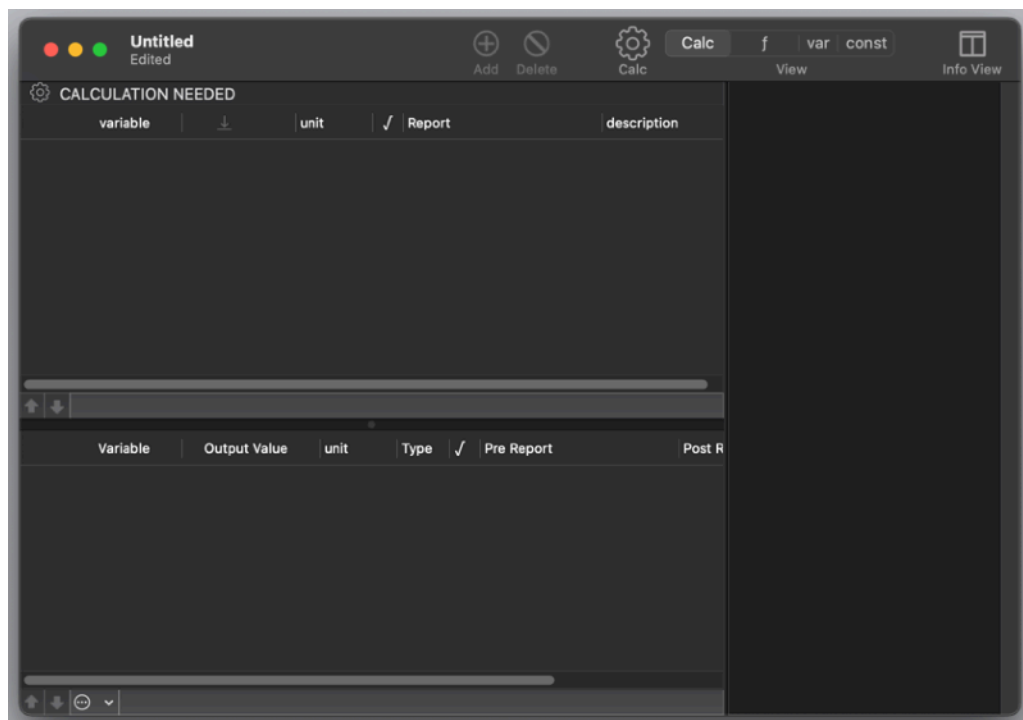 Untitled
Edited
Add Delete Calc Calc ƒ var const
View
Info View
CALCULATION NEEDED
variable unit √ Report description
Variable Output Value unit Type √ Pre Report Post R